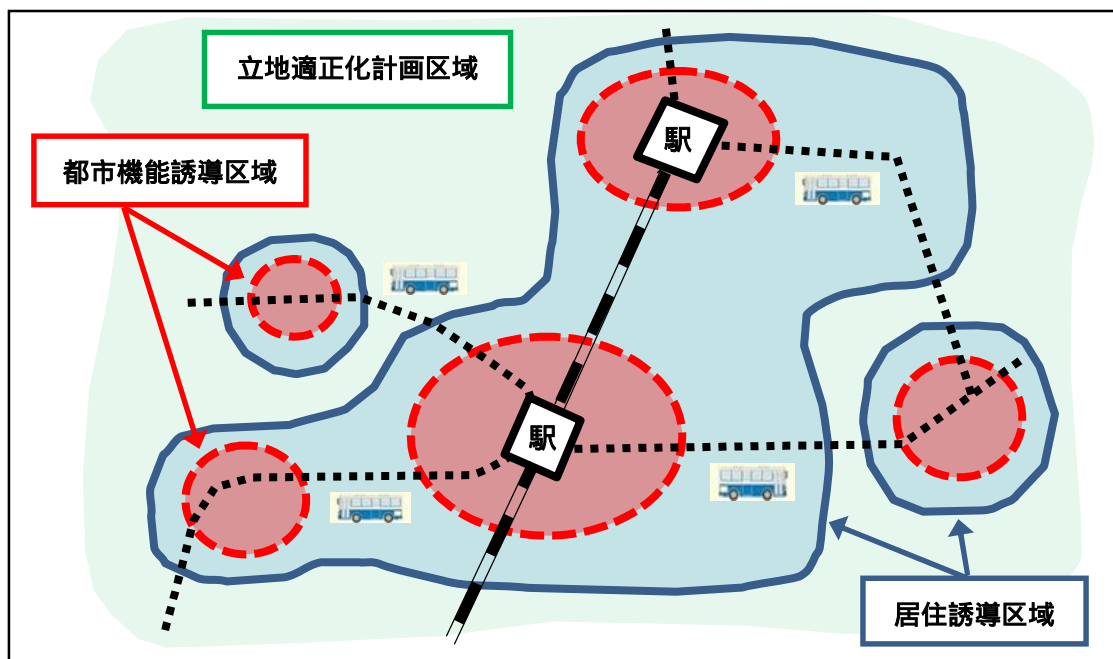 立地適正化計画区域
駅
都市機能誘導区域
駅
居住誘導区域